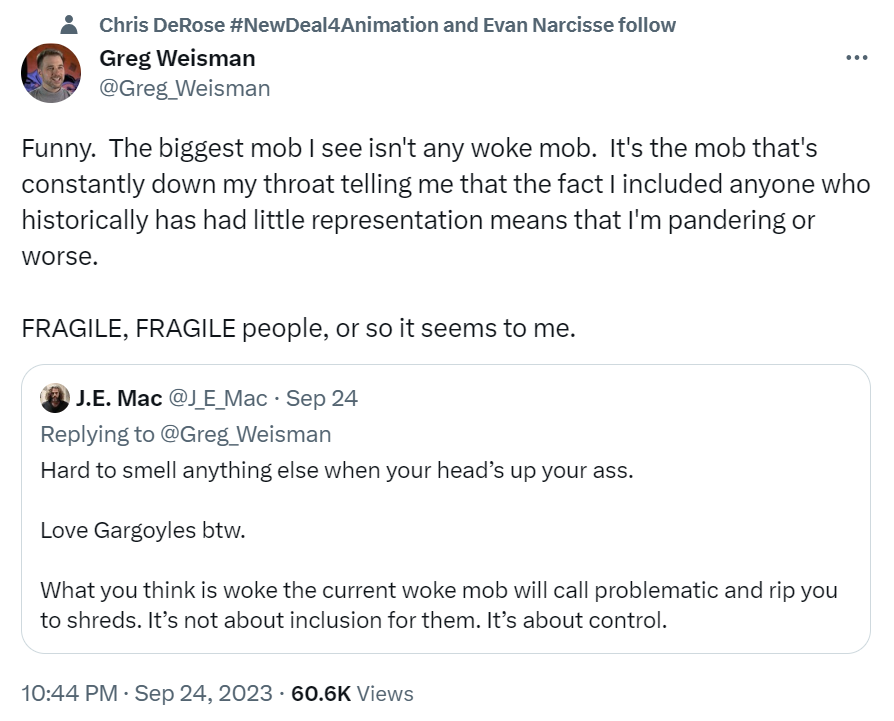 Chris DeRose #NewDeal4Animation and Evan Narcisse follow
Greg Weisman
@Greg_Weisman
Funny.  The biggest mob I see isn't any woke mob.  It's the mob that's
constantly down my throat telling me that the fact I included anyone who
historically has had little representation means that I'm pandering or
worse.
FRAGILE, FRAGILE people, or so it seems to me.
J.E. Mac @J_E_Mac · Sep 24
Replying to @Greg_Weisman
Hard to smell anything else when your head’s up your ass.
Love Gargoyles btw.
What you think is woke the current woke mob will call problematic and rip you
to shreds. It’s not about inclusion for them. It’s about control.
10:44 PM · Sep 24, 2023 · 60.6K Views